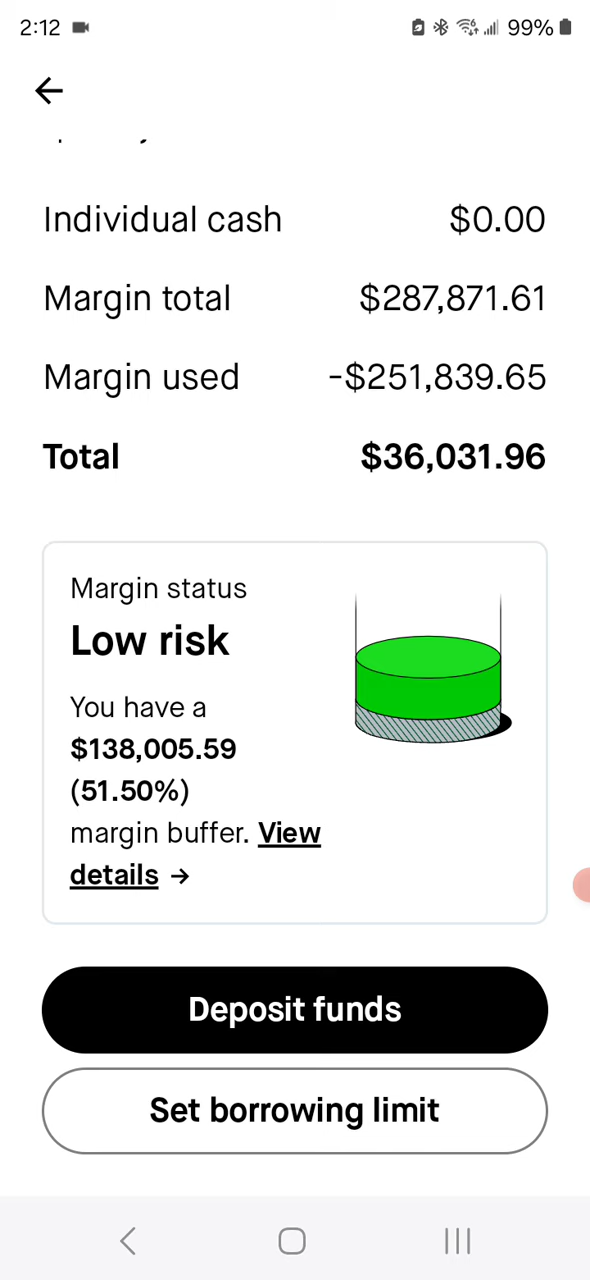 2:12 99%
Individual cash $0.00
Margin total $287,871.61
Margin used -$251,839.65
Total $36,031.96
Margin status
Low risk
You have a
$138,005.59
(51.50%)
margin buffer. View
details →
Deposit funds
Set borrowing limit